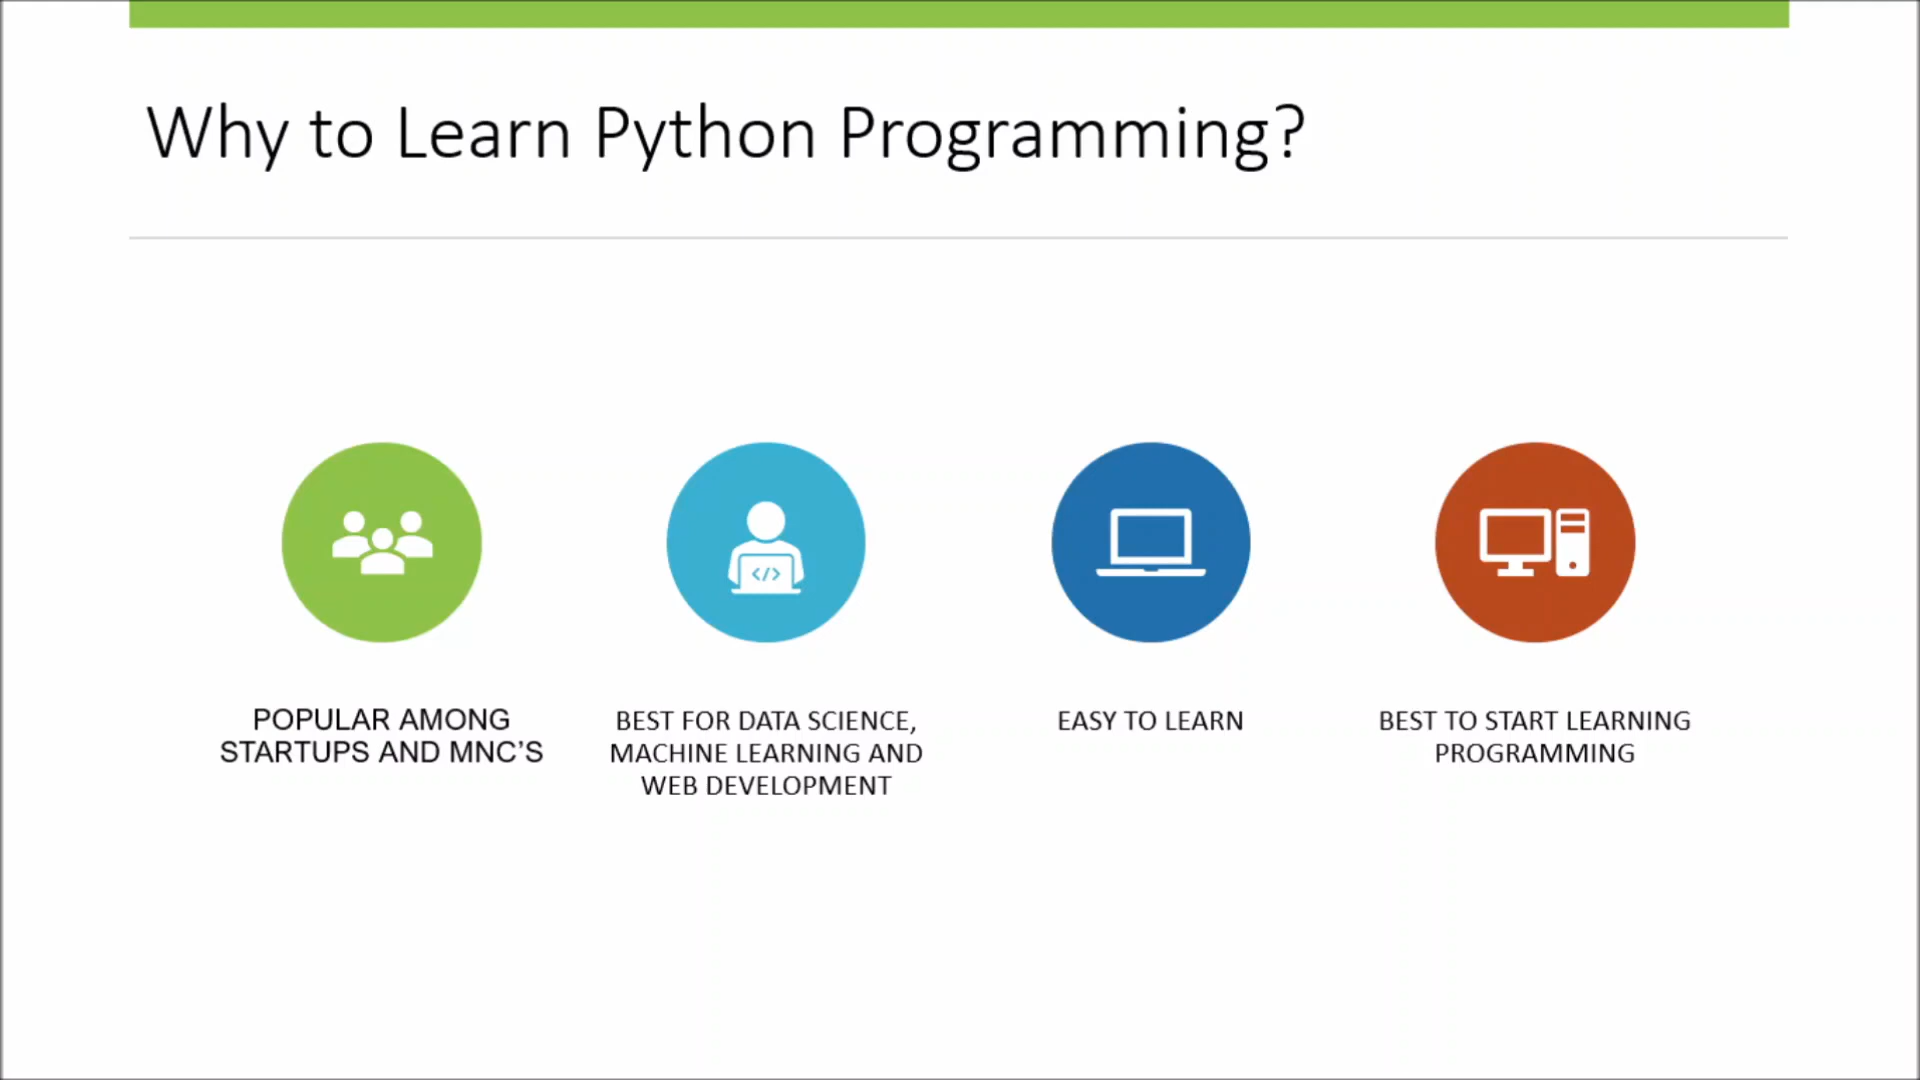 Why to Learn Python Programming?
</>
POPULAR AMONG
STARTUPS AND MNC’S
BEST FOR DATA SCIENCE,
MACHINE LEARNING AND
WEB DEVELOPMENT
EASY TO LEARN
BEST TO START LEARNING
PROGRAMMING